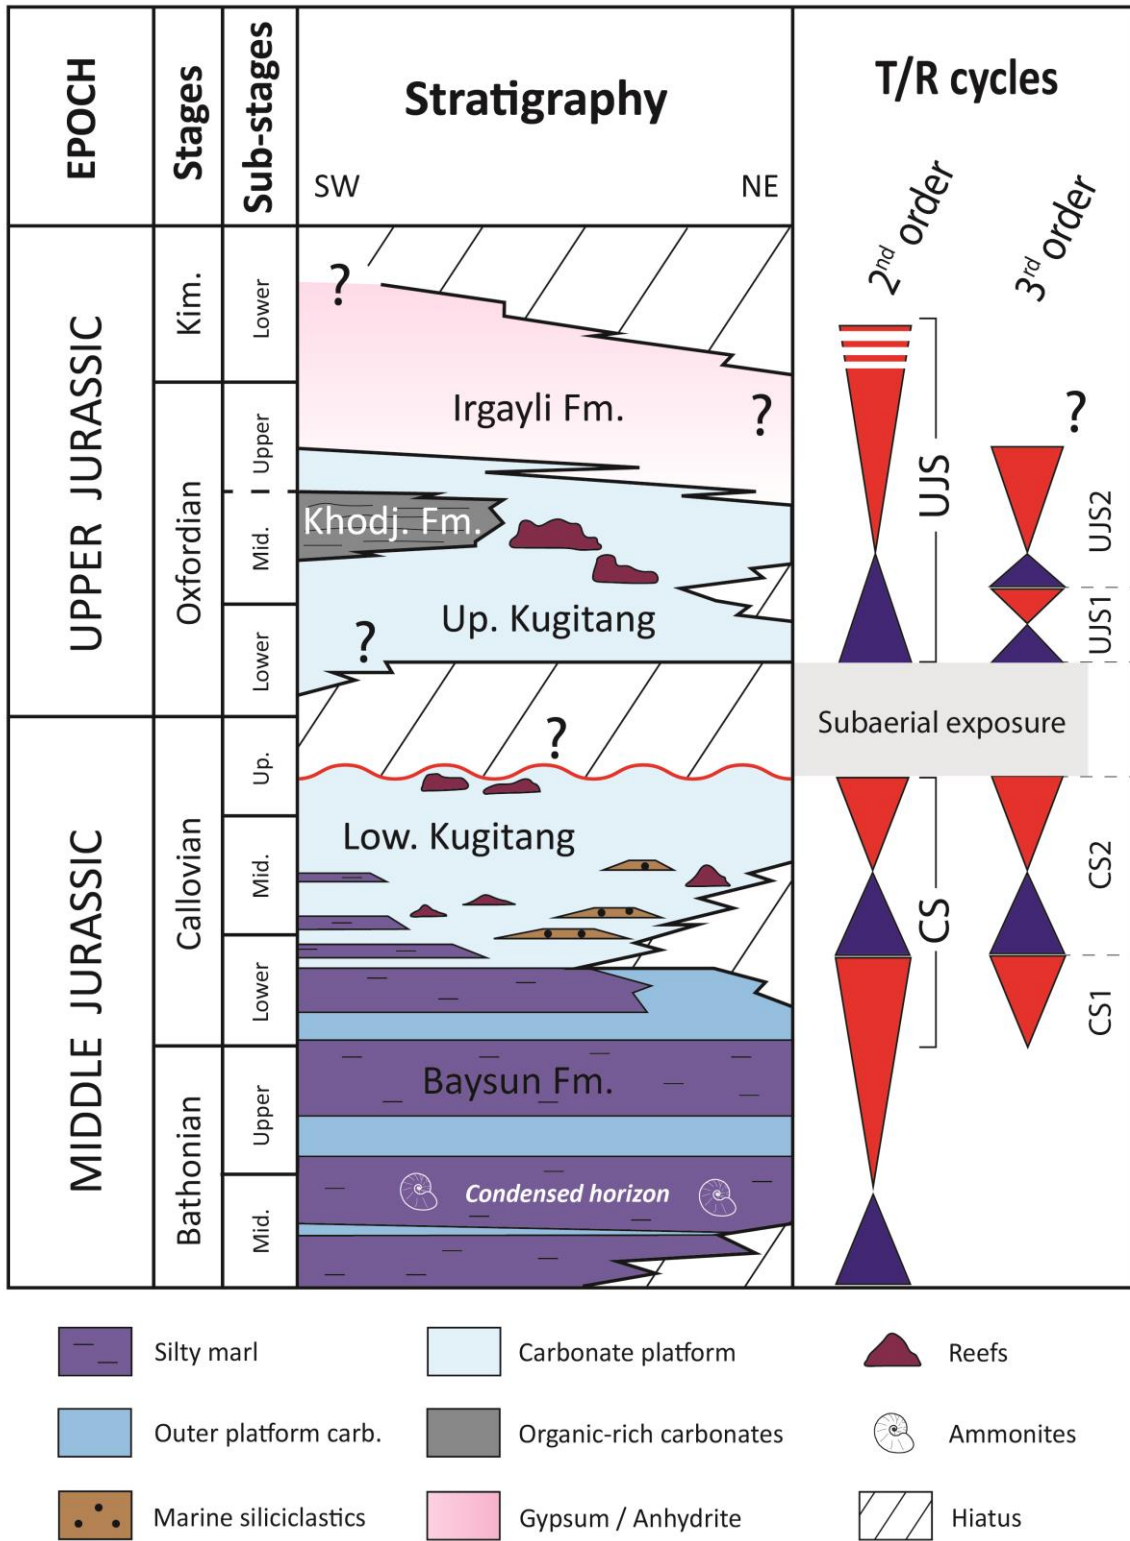 EPOCH
Stages
Sub-stages
Stratigraphy
SW
NE
T/R cycles
2nd order
3rd order
UPPER JURASSIC
MIDDLE JURASSIC
Kim.
Oxfordian
Callovian
Bathonian
Lower
Upper
Mid.
Lower
Up.
Mid.
Lower
Upper
Mid.
?
Irgayli Fm.
?
Khodj. Fm.
Up. Kugitang
?
?
Low. Kugitang
Baysun Fm.
Condensed horizon
UJS
?
UJS2
UJS1
Subaerial exposure
CS
CS2
CS1
Silty marl
Carbonate platform
Reefs
Outer platform carb.
Organic-rich carbonates
Ammonites
Marine siliciclastics
Gypsum / Anhydrite
Hiatus